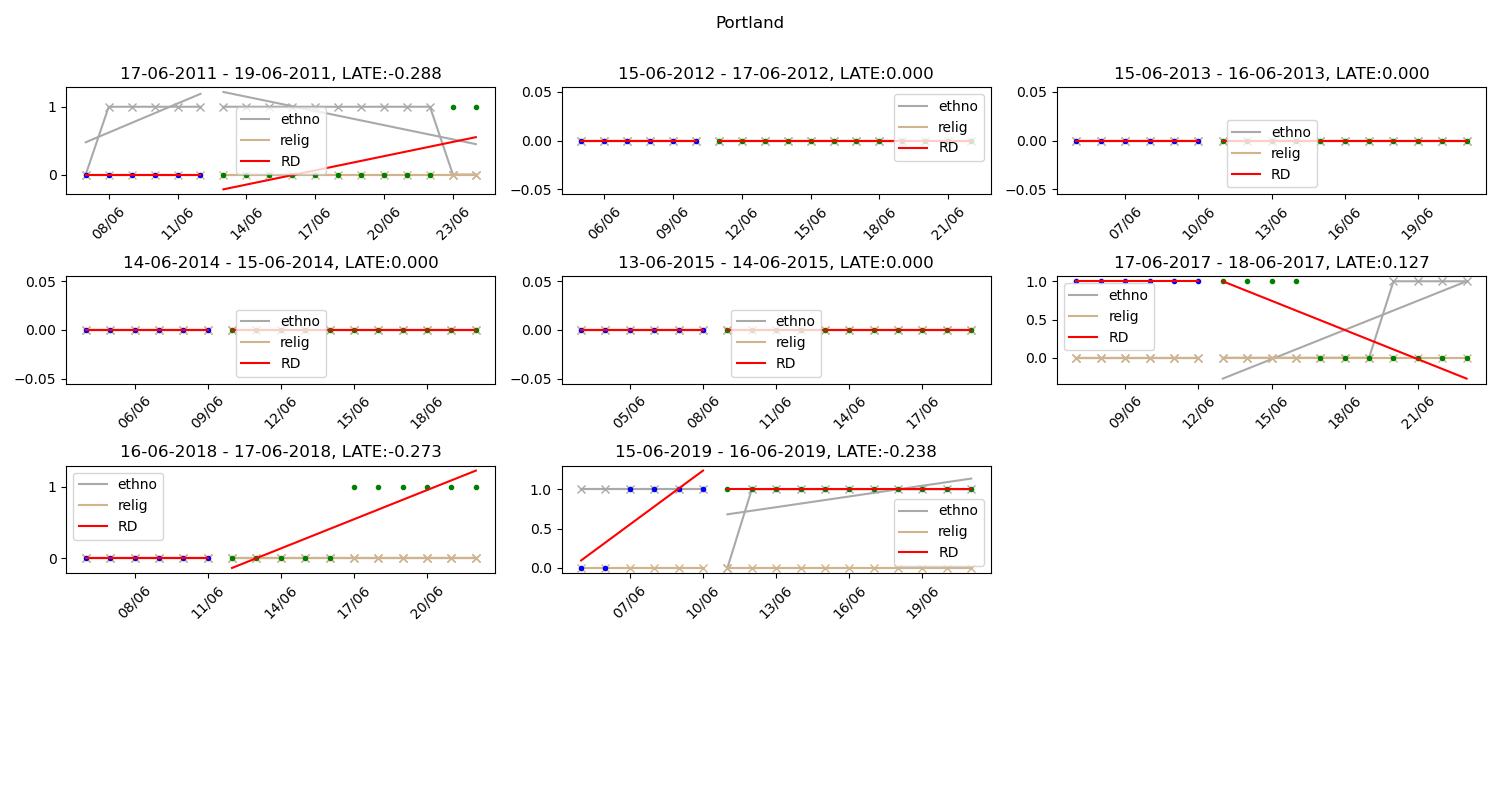 Portland
17-06-2011 - 19-06-2011, LATE:-0.288
1
0
ethno
relig
RD
08/06 11/06 14/06 17/06 20/06 23/06
15-06-2012 - 17-06-2012, LATE:0.000
0.05
0.00
−0.05
ethno
relig
RD
06/06 09/06 12/06 15/06 18/06 21/06
15-06-2013 - 16-06-2013, LATE:0.000
0.05
0.00
−0.05
ethno
relig
RD
07/06 10/06 13/06 16/06 19/06
14-06-2014 - 15-06-2014, LATE:0.000
0.05
0.00
−0.05
ethno
relig
RD
06/06 09/06 12/06 15/06 18/06
13-06-2015 - 14-06-2015, LATE:0.000
0.05
0.00
−0.05
ethno
relig
RD
05/06 08/06 11/06 14/06 17/06
17-06-2017 - 18-06-2017, LATE:0.127
1.0
0.5
0.0
ethno
relig
RD
09/06 12/06 15/06 18/06 21/06
16-06-2018 - 17-06-2018, LATE:-0.273
1
0
ethno
relig
RD
08/06 11/06 14/06 17/06 20/06
15-06-2019 - 16-06-2019, LATE:-0.238
1.0
0.5
0.0
ethno
relig
RD
07/06 10/06 13/06 16/06 19/06